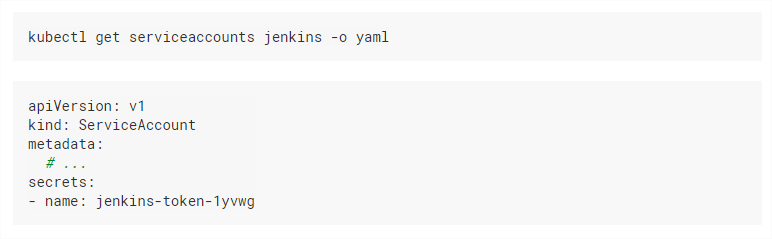 kubectl get serviceaccounts jenkins -o yaml
apiVersion: v1
kind: ServiceAccount
metadata:
  # ...
secrets:
- name: jenkins-token-1yvwg